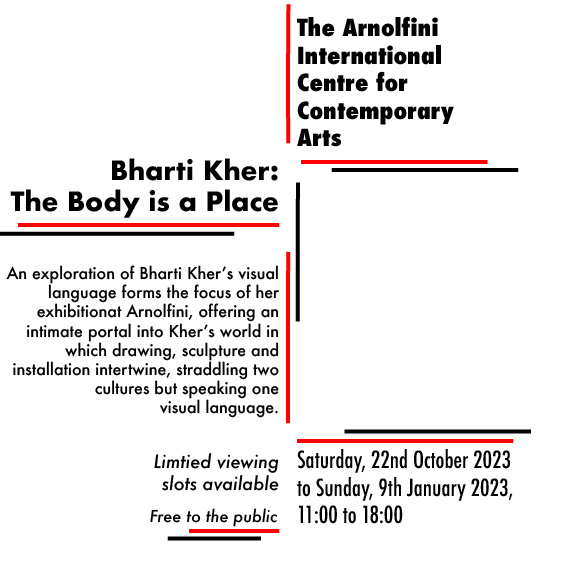 The Arnolfini
International
Centre for
Contemporary
Arts
Bharti Kher:
The Body is a Place
An exploration of Bharti Kher's visual
language forms the focus of her
exhibitionat Arnolfini, offering an
intimate portal into Kher's world in
which drawing, sculpture and
installation intertwine, straddling two
cultures but speaking one
visual language.
Limtied viewing
slots available
Free to the public
Saturday, 22nd October 2023
to Sunday, 9th January 2023,
11:00 to 18:00